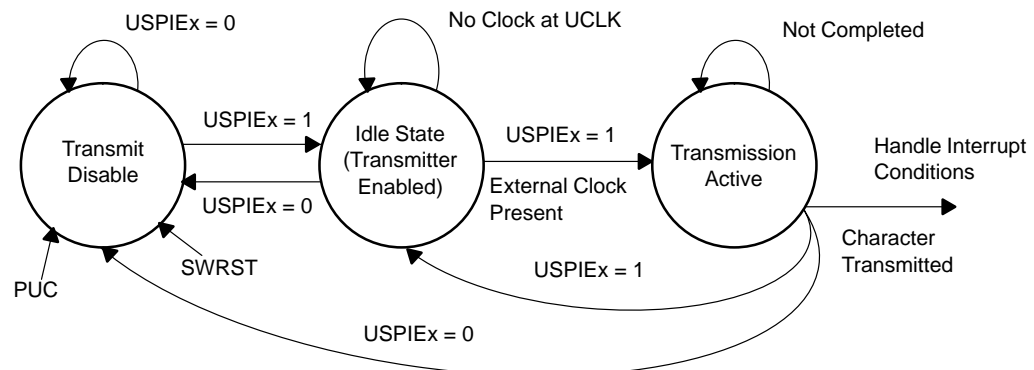 USPIEx = 0
No Clock at UCLK
Not Completed
USPIEx = 1
Transmit
Disable
Idle State
(Transmitter
Enabled)
USPIEx = 1
Transmission
Active
Handle Interrupt
Conditions
USPIEx = 0
External Clock
Present
SWRST
PUC
USPIEx = 1
Character
Transmitted
USPIEx = 0